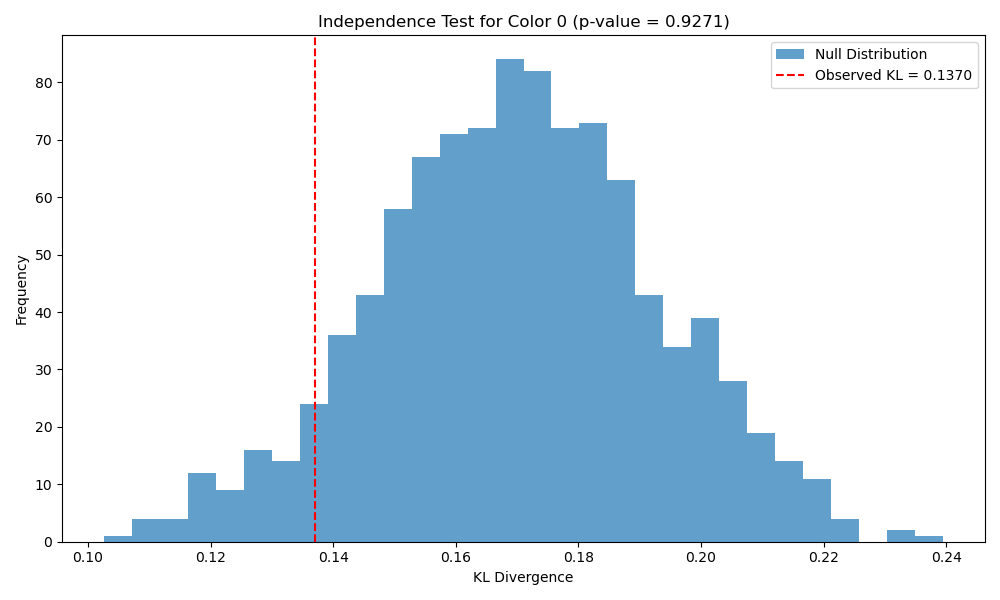 Independence Test for Color 0 (p-value = 0.9271)
Null Distribution
Observed KL = 0.1370
Frequency
80
70
60
50
40
30
20
10
0
0.10 0.12 0.14 0.16 0.18 0.20 0.22 0.24
KL Divergence